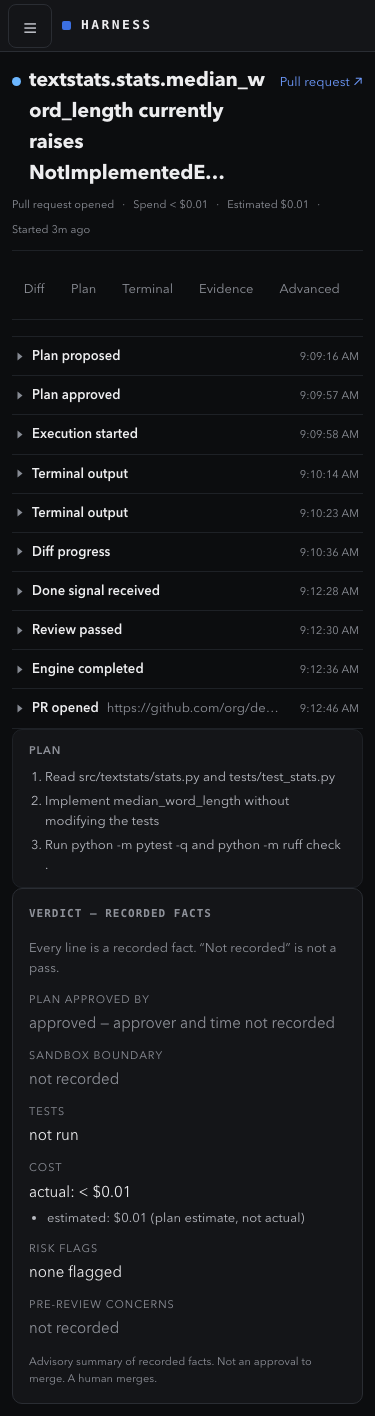 HARNESS
textstats.stats.median_w
ord_length currently
raises
NotImplementedE...
Pull request ↗
Pull request opened · Spend < $0.01 · Estimated $0.01 ·
Started 3m ago
Diff Plan Terminal Evidence Advanced
Plan proposed 9:09:16 AM
Plan approved 9:09:57 AM
Execution started 9:09:58 AM
Terminal output 9:10:14 AM
Terminal output 9:10:23 AM
Diff progress 9:10:36 AM
Done signal received 9:12:28 AM
Review passed 9:12:30 AM
Engine completed 9:12:36 AM
PR opened https://github.com/org/de... 9:12:46 AM
PLAN
1. Read src/textstats/stats.py and tests/test_stats.py
2. Implement median_word_length without
modifying the tests
3. Run python -m pytest -q and python -m ruff check
.
VERDICT — RECORDED FACTS
Every line is a recorded fact. “Not recorded” is not a
pass.
PLAN APPROVED BY
approved — approver and time not recorded
SANDBOX BOUNDARY
not recorded
TESTS
not run
COST
actual: < $0.01
• estimated: $0.01 (plan estimate, not actual)
RISK FLAGS
none flagged
PRE-REVIEW CONCERNS
not recorded
Advisory summary of recorded facts. Not an approval to
merge. A human merges.